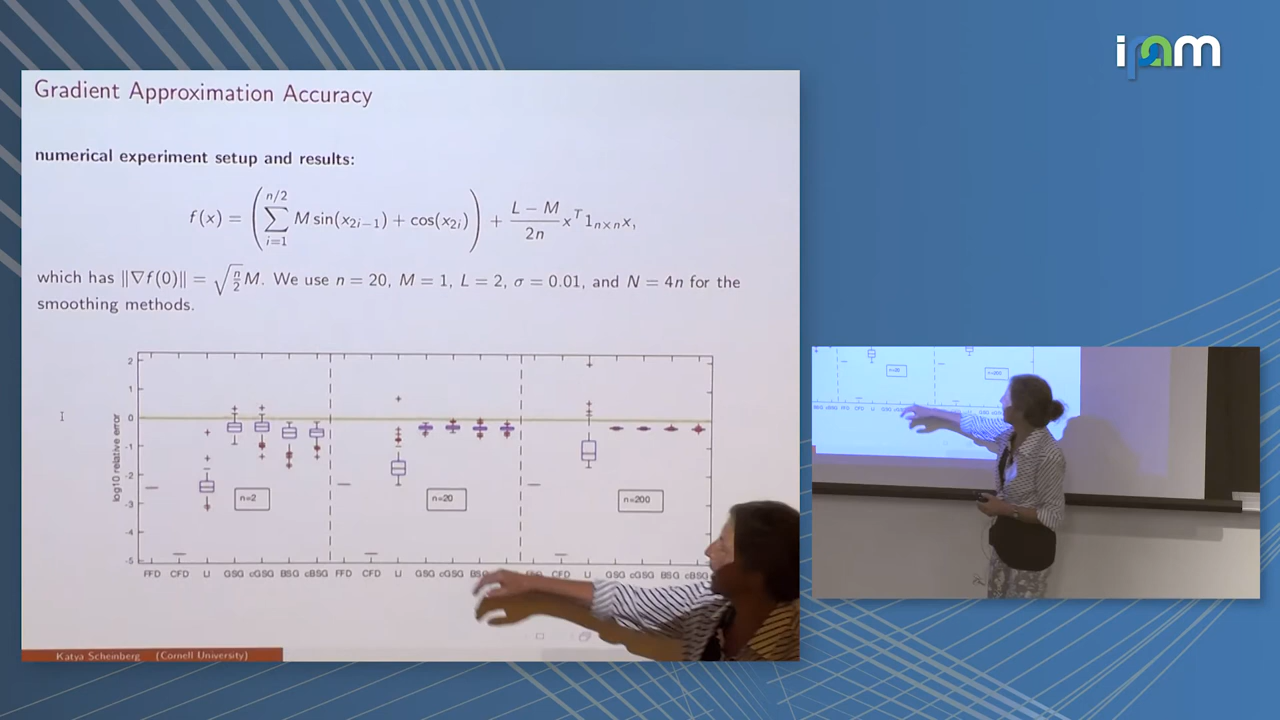 ipam
Gradient Approximation Accuracy
numerical experiment setup and results:
f(x) = ( ∑_{i=1}^{n/2} M sin(x_{2i−1}) + cos(x_{2i}) ) + (L − M)/(2n) x^T 1_{n×n} x,
which has ‖∇f(0)‖ = √(n/2) M. We use n = 20, M = 1, L = 2, σ = 0.01, and N = 4n for the
smoothing methods.
log10 relative error
2
1
0
-1
-2
-3
-4
-5
n=2
n=20
n=200
FFD CFD LI GSG cGSG BSG cBSG FFD CFD LI GSG cGSG CFD LI GSG cGSG BSG cBSG
Katya Scheinberg (Cornell University)
n=20
n=200